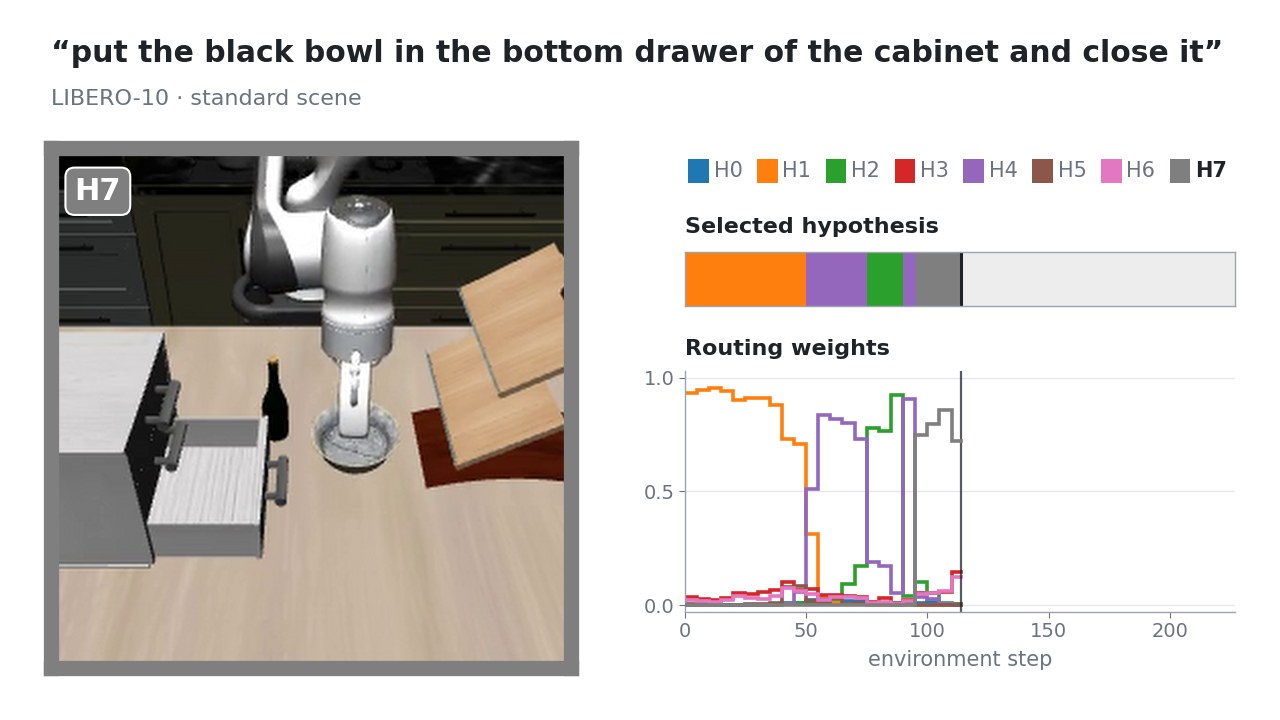 “put the black bowl in the bottom drawer of the cabinet and close it”
LIBERO-10 · standard scene
H7
H0 H1 H2 H3 H4 H5 H6 H7
Selected hypothesis
Routing weights
1.0
0.5
0.0
0 50 100 150 200
environment step